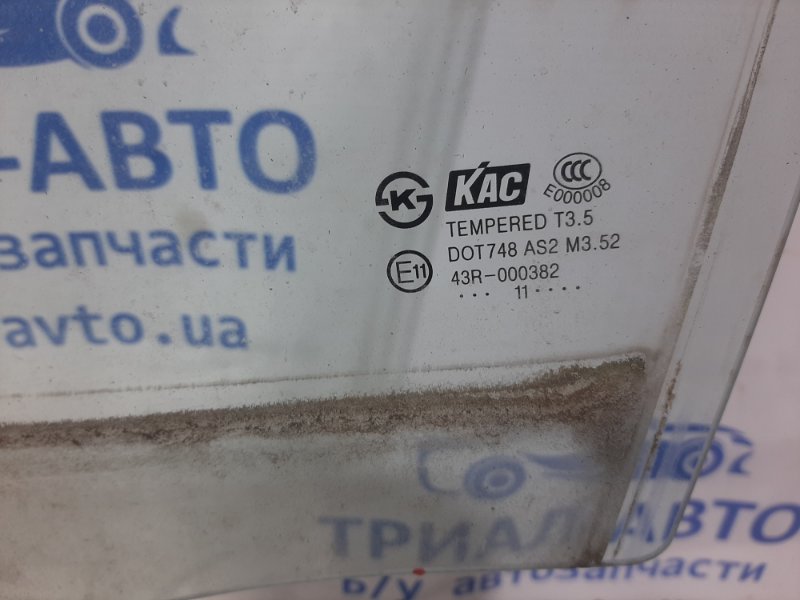 -АВТО
запчасти
avto.ua
K
KAC
CCC
E000008
TEMPERED T3.5
DOT748 AS2 M3.52
E11
43R-000382
... 11 ....
ТРИАЛ-АВТО
б/у автозапчасти